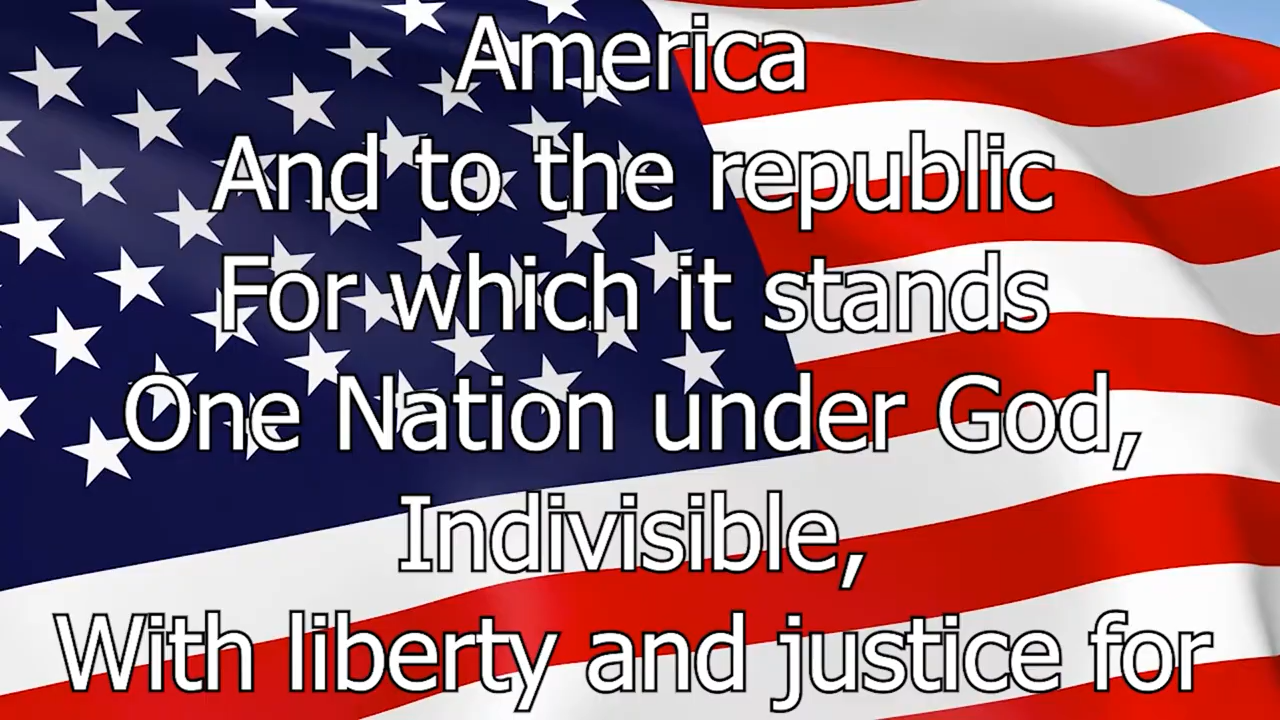 America
And to the republic
For which it stands
One Nation under God,
Indivisible,
With liberty and justice for